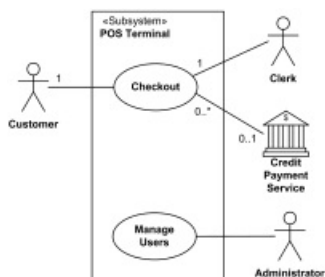 «Subsystem»
POS Terminal
1
Clerk
1
Checkout
Customer
0..*
$
0..1
Credit
Payment
Service
Manage
Users
Administrator